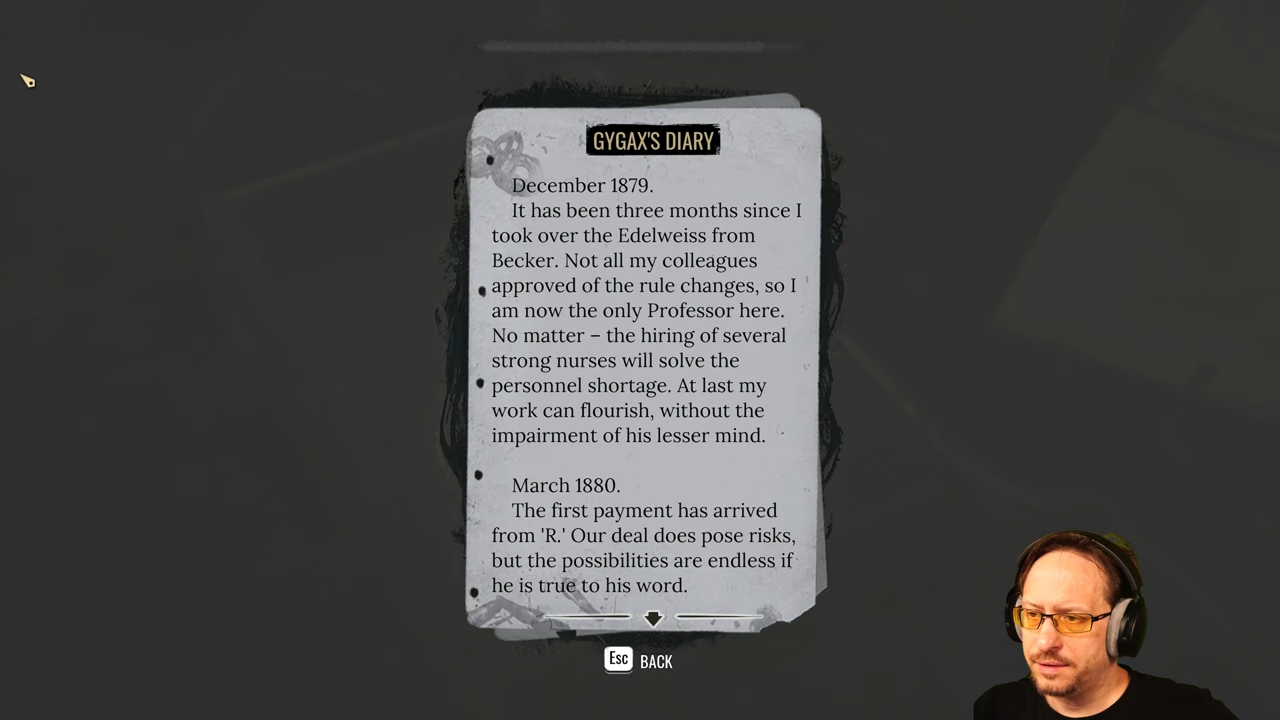 GYGAX'S DIARY
December 1879.
It has been three months since I
took over the Edelweiss from
Becker. Not all my colleagues
approved of the rule changes, so I
am now the only Professor here.
No matter – the hiring of several
strong nurses will solve the
personnel shortage. At last my
work can flourish, without the
impairment of his lesser mind.
March 1880.
The first payment has arrived
from 'R.' Our deal does pose risks,
but the possibilities are endless if
he is true to his word.
Esc BACK